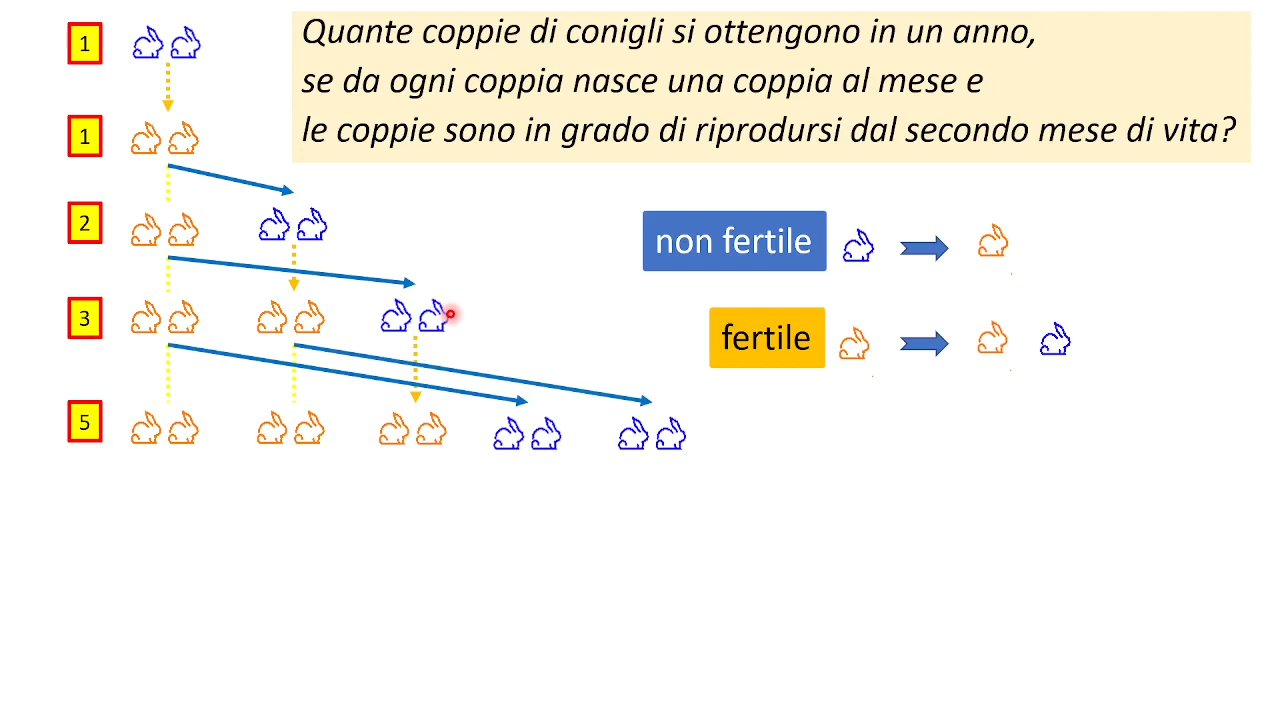 Quante coppie di conigli si ottengono in un anno,
se da ogni coppia nasce una coppia al mese e
le coppie sono in grado di riprodursi dal secondo mese di vita?
1
1
2
3
5
non fertile
fertile